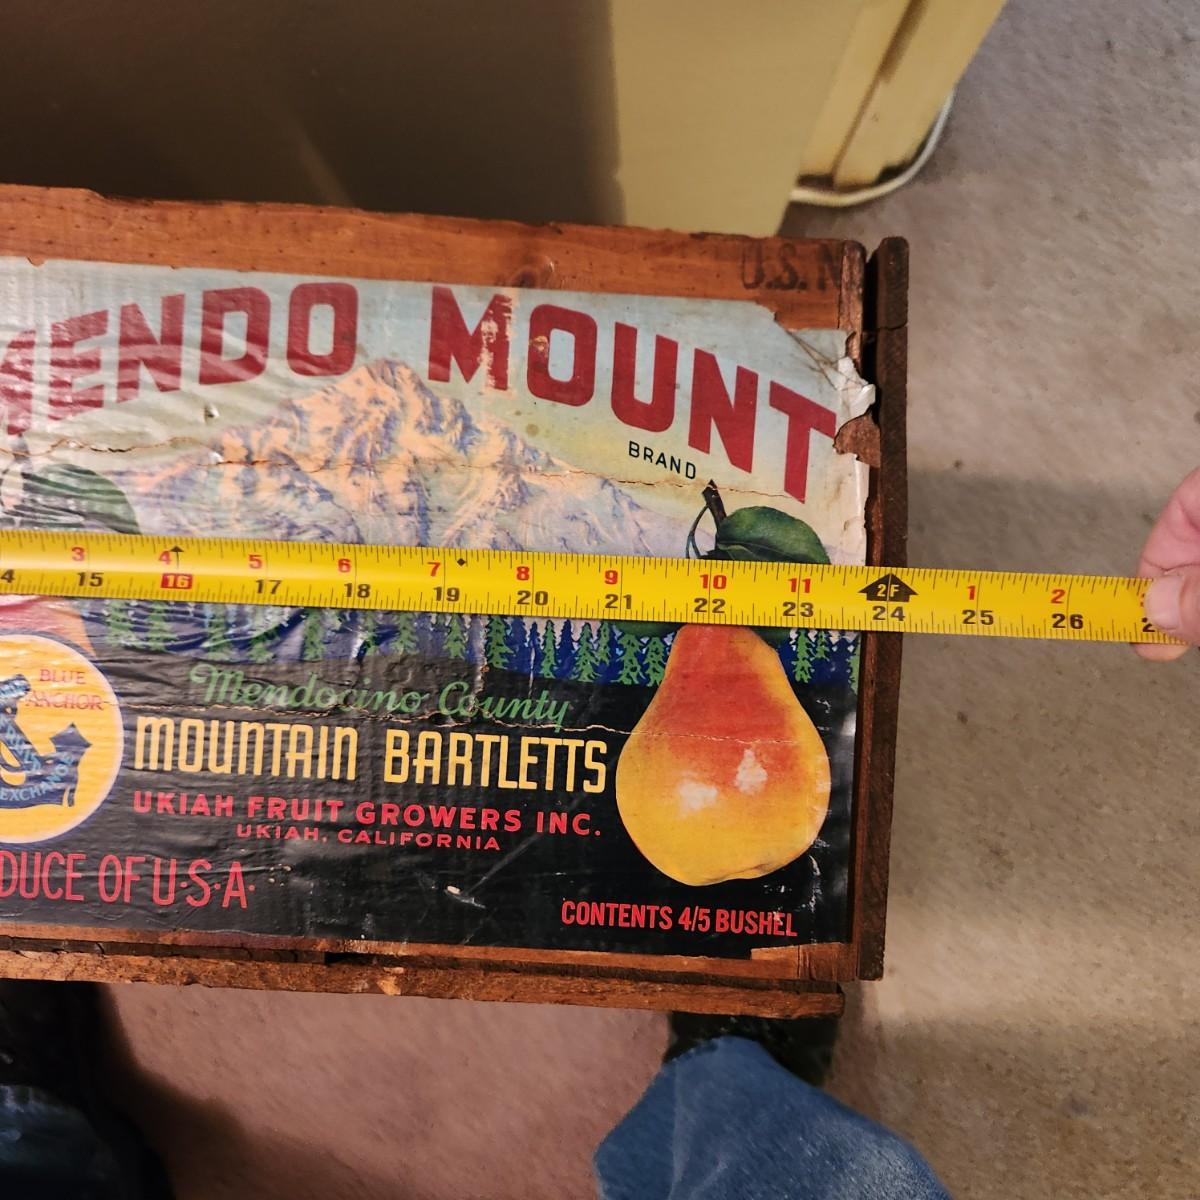 U.S. N
MENDO MOUNT
BRAND
3 4 5 6 7 8 9 10 11 2F 1 2
4 15 16 17 18 19 20 21 22 23 24 25 26 2
BLUE
ANCHOR
EXCHANGE
Mendocino County
MOUNTAIN BARTLETTS
UKIAH FRUIT GROWERS INC.
UKIAH, CALIFORNIA
DUCE OF U·S·A·
CONTENTS 4/5 BUSHEL